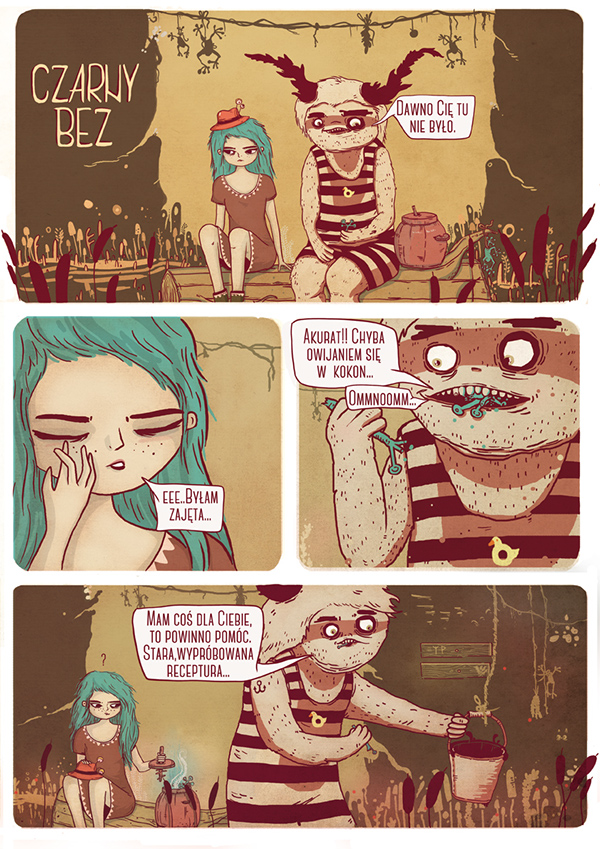 CZARNY
BEZ
DAWNO CIĘ TU
NIE BYŁO.
EEE..BYŁAM
ZAJĘTA...
AKURAT!! CHYBA
OWIJANIEM SIĘ
W KOKON...
OMMNOOMM...
MAM COŚ DLA CIEBIE,
TO POWINNO POMÓC.
STARA,WYPRÓBOWANA
RECEPTURA...
?